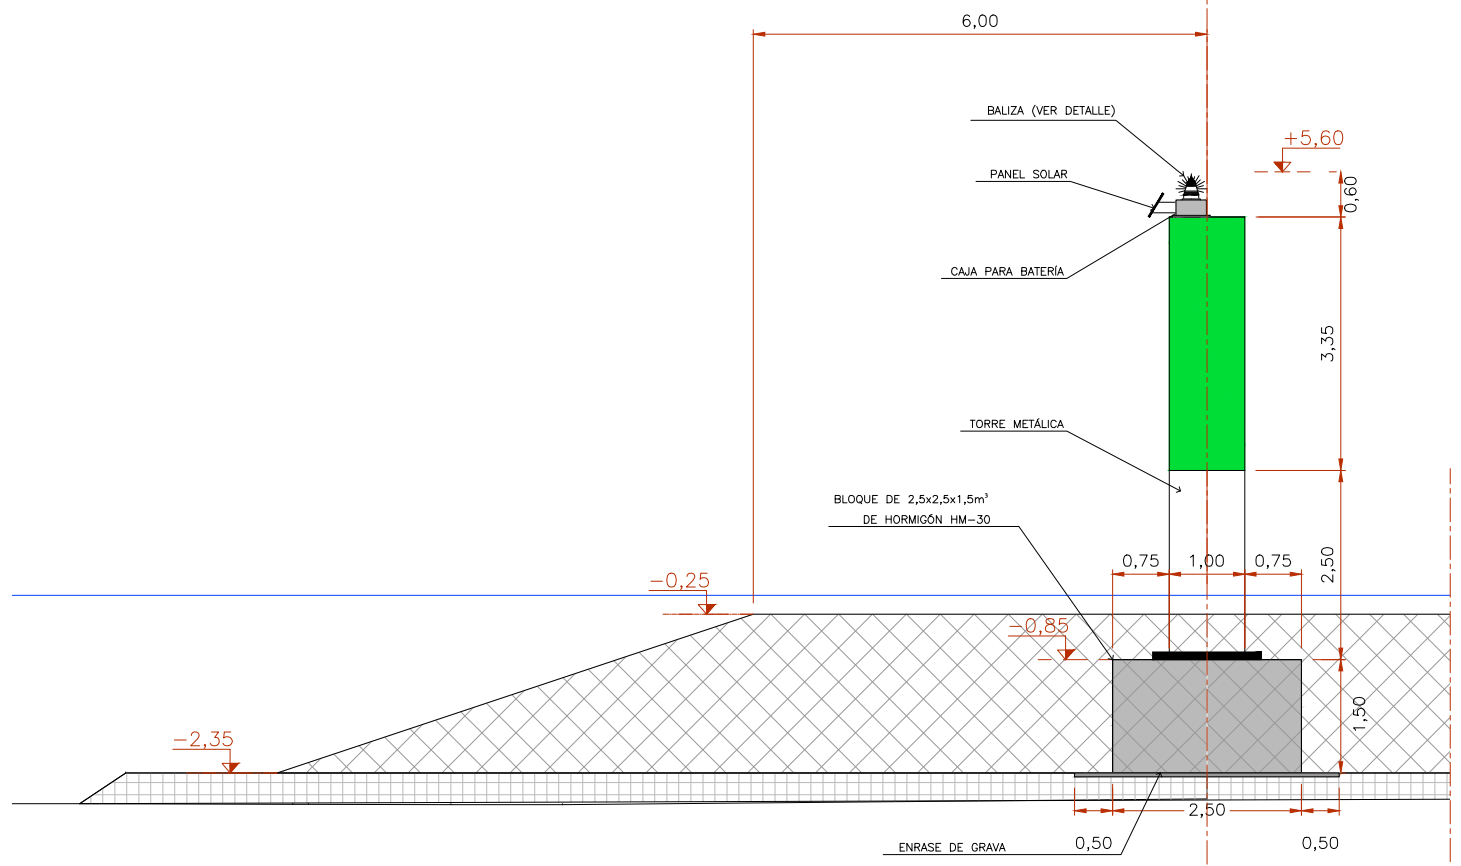 6,00
BALIZA (VER DETALLE)
+5,60
PANEL SOLAR
0,60
CAJA PARA BATERÍA
3,35
TORRE METÁLICA
BLOQUE DE 2,5x2,5x1,5m³
DE HORMIGÓN HM-30
2,50
0,75
1,00
0,75
-0,25
-0,85
1,50
-2,35
2,50
0,50
0,50
ENRASE DE GRAVA